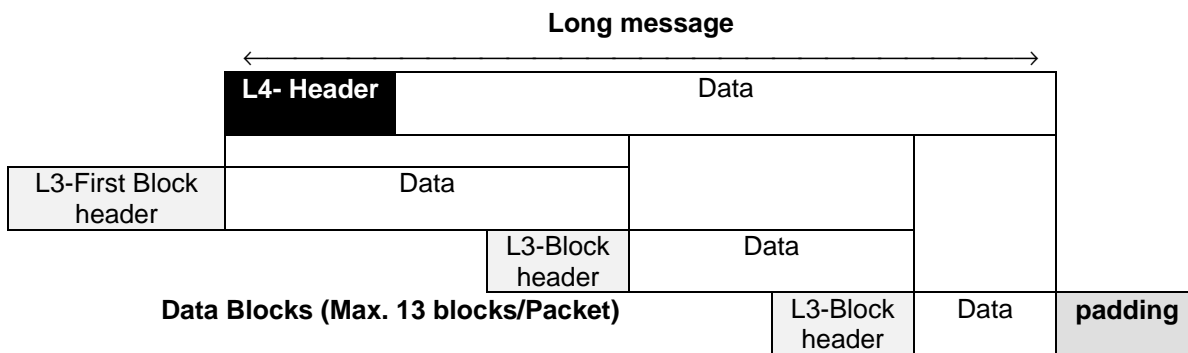 Long message
L4- Header Data
L3-First Block
header
Data
L3-Block
header
Data
Data Blocks (Max. 13 blocks/Packet)
L3-Block
header
Data
padding